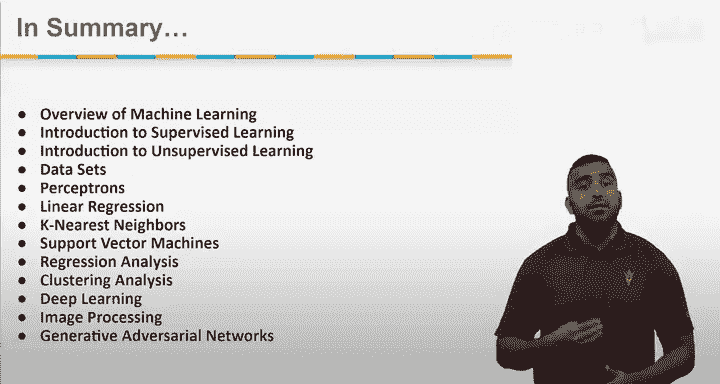 In Summary…
● Overview of Machine Learning
● Introduction to Supervised Learning
● Introduction to Unsupervised Learning
● Data Sets
● Perceptrons
● Linear Regression
● K-Nearest Neighbors
● Support Vector Machines
● Regression Analysis
● Clustering Analysis
● Deep Learning
● Image Processing
● Generative Adversarial Networks